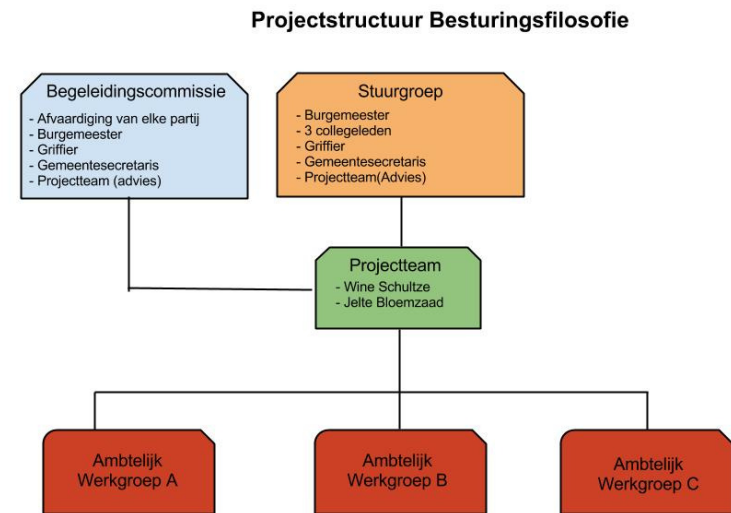 Projectstructuur Besturingsfilosofie
Begeleidingscommissie
- Afvaardiging van elke partij
- Burgemeester
- Griffier
- Gemeentesecretaris
- Projectteam (advies)
Stuurgroep
- Burgemeester
- 3 collegeleden
- Griffier
- Gemeentesecretaris
- Projectteam(Advies)
Projectteam
- Wine Schultze
- Jelte Bloemzaad
Ambtelijk
Werkgroep A
Ambtelijk
Werkgroep B
Ambtelijk
Werkgroep C